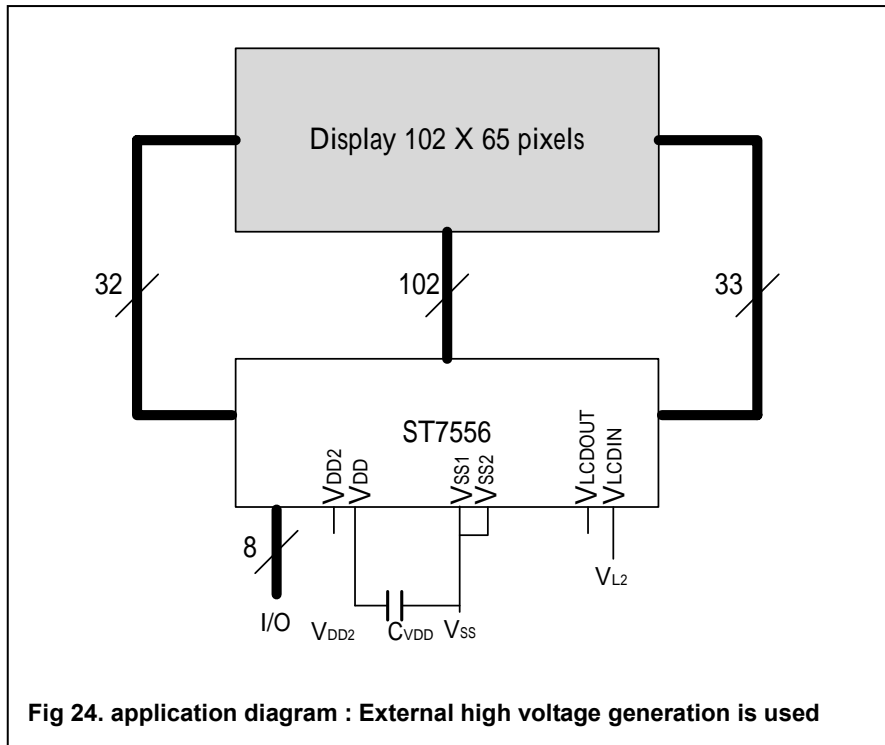 Display 102 X 65 pixels
32
102
33
ST7556
VDD2
VDD
VSS1
VSS2
VLCDOUT
VLCDIN
8
I/O
VDD2
CVDD
VSS
VL2
Fig 24. application diagram : External high voltage generation is used